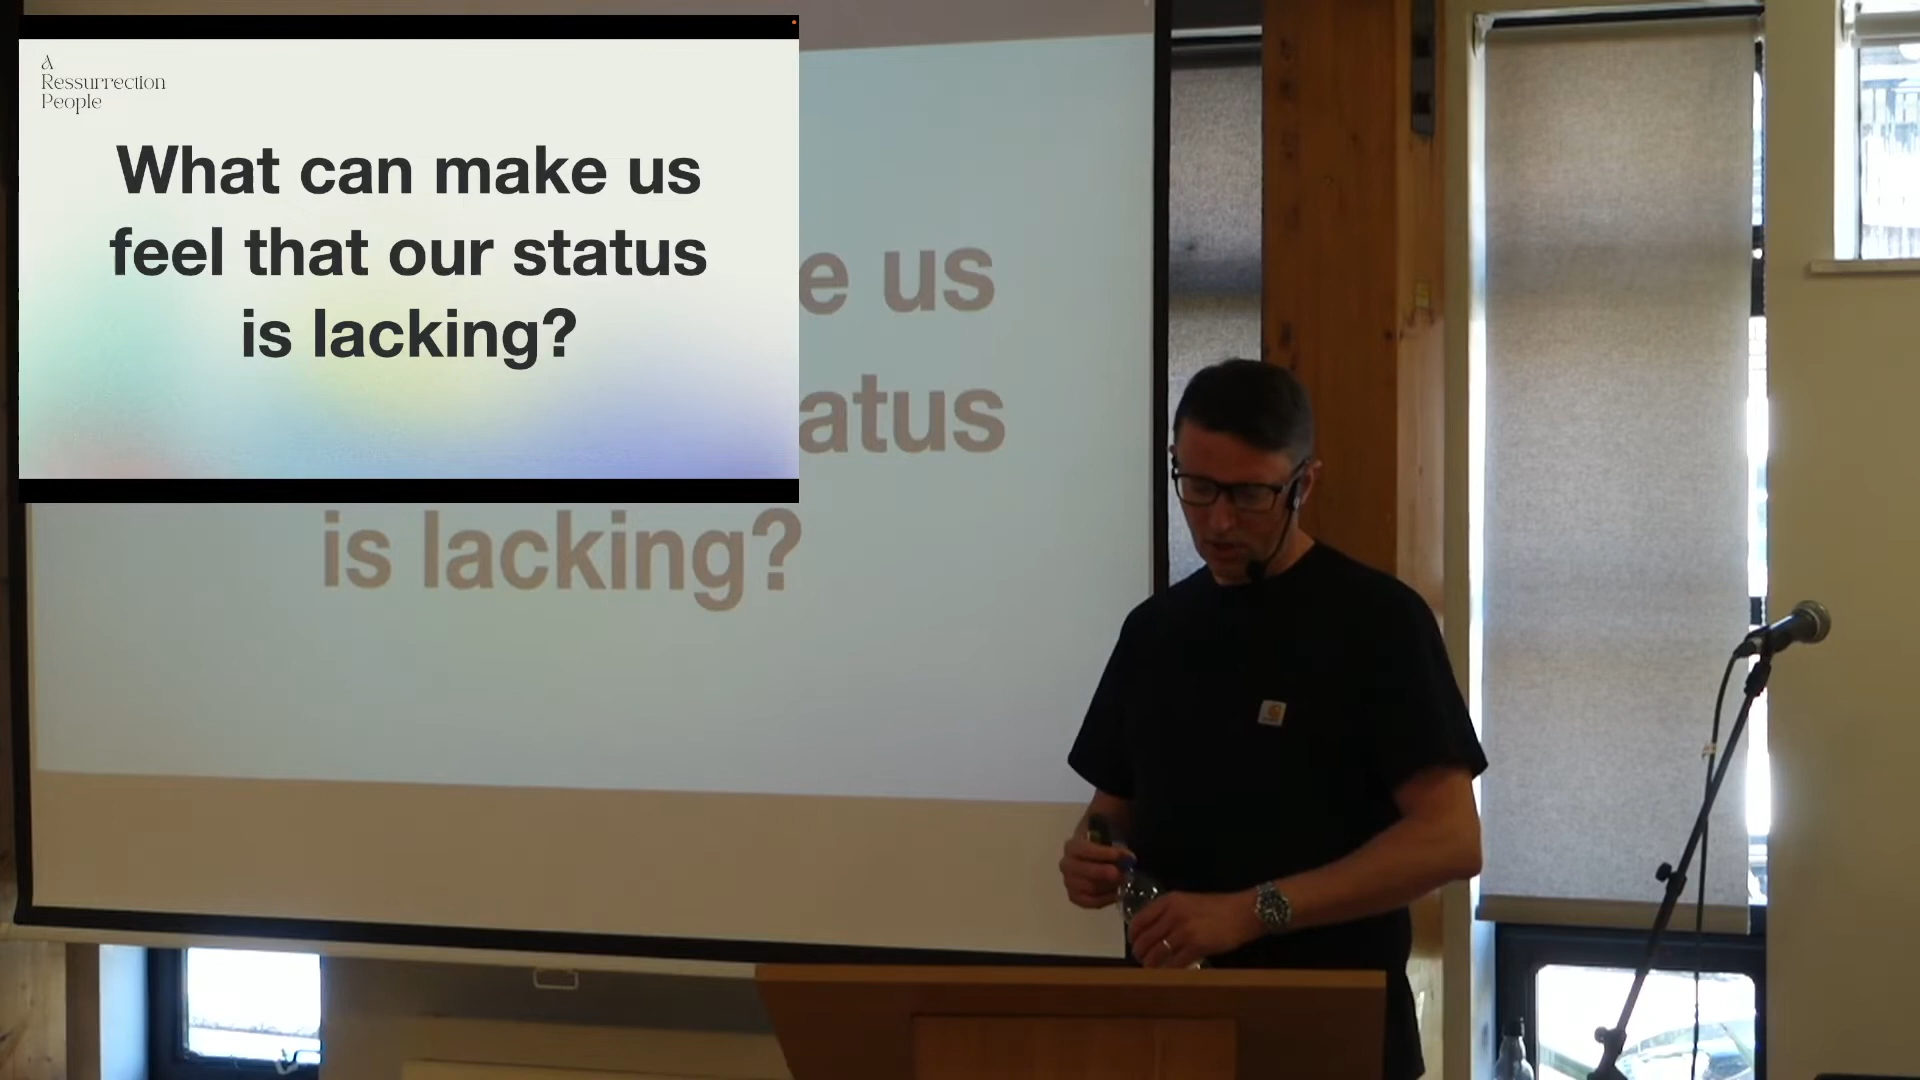 A
Ressurrection
People
What can make us
feel that our status
is lacking?
e us
atus
is lacking?